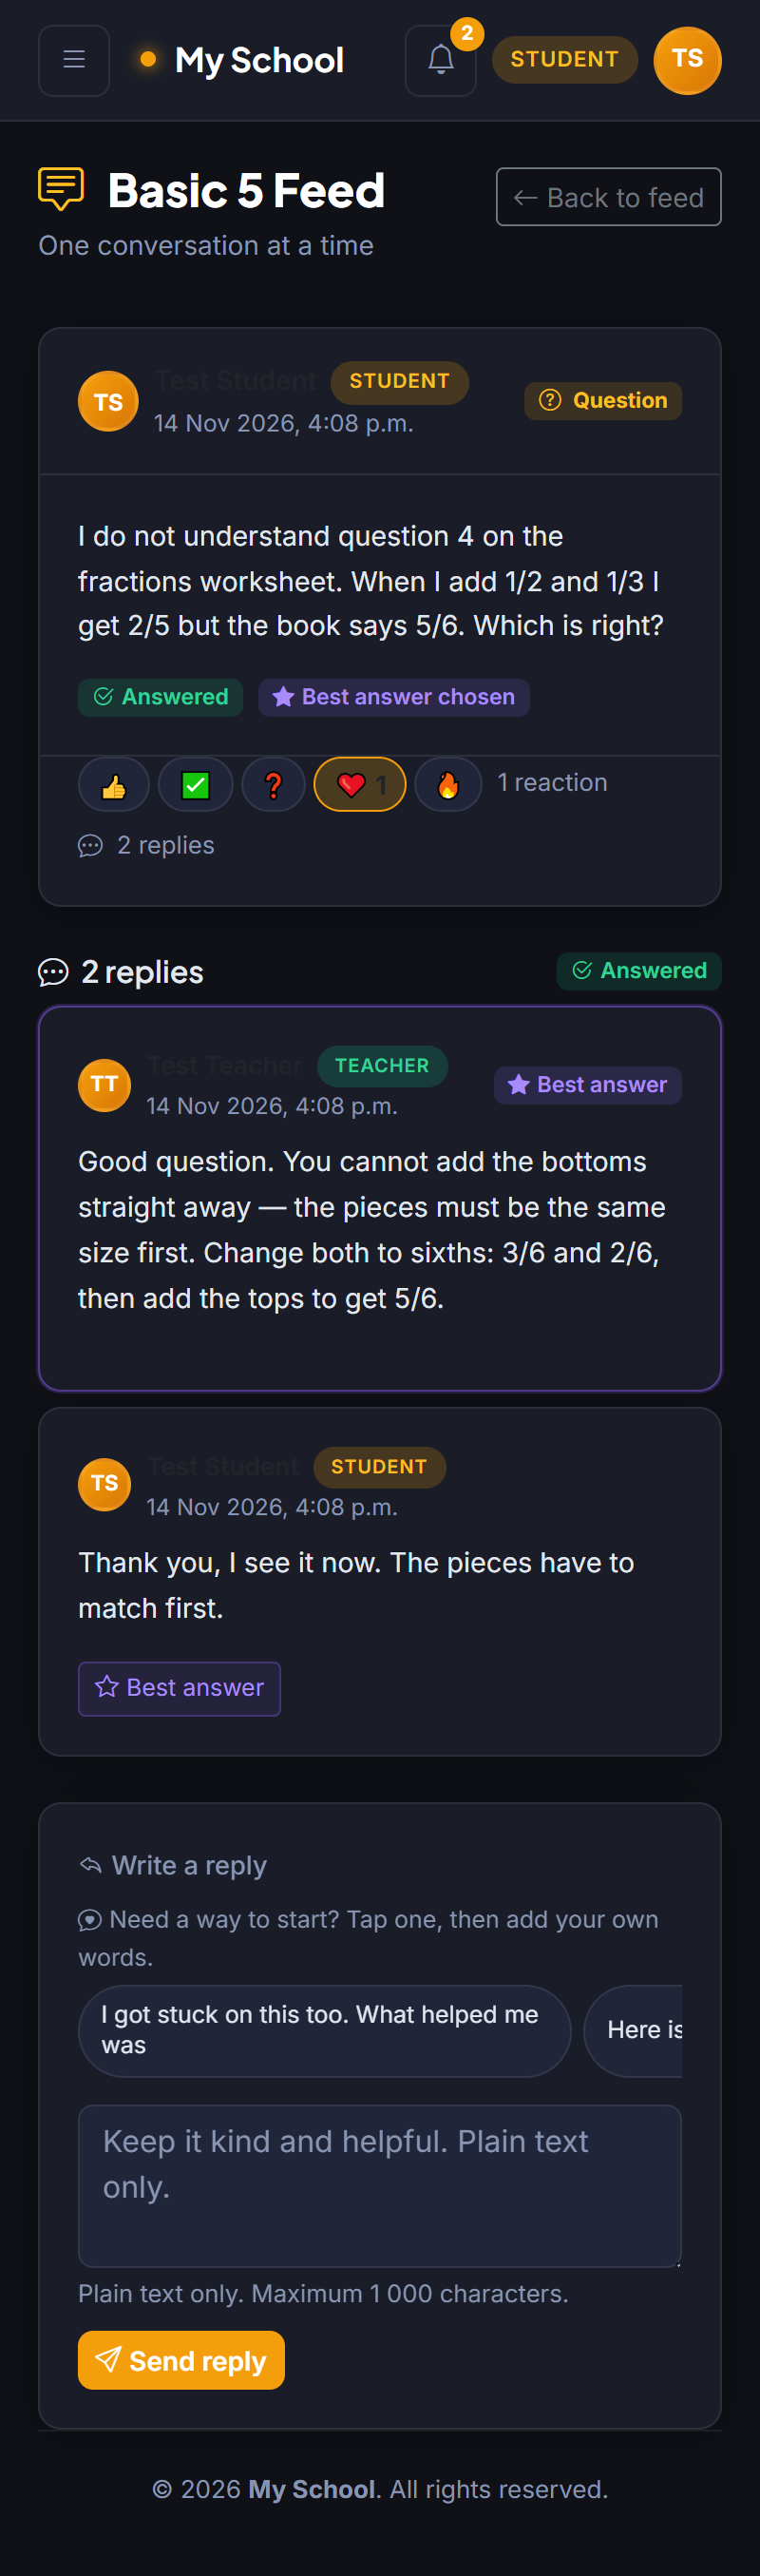 My School
2
STUDENT
TS
Basic 5 Feed
← Back to feed
One conversation at a time
TS
Test Student
STUDENT
14 Nov 2026, 4:08 p.m.
Question
I do not understand question 4 on the
fractions worksheet. When I add 1/2 and 1/3 I
get 2/5 but the book says 5/6. Which is right?
Answered
Best answer chosen
1
1 reaction
2 replies
2 replies
Answered
TT
Test Teacher
TEACHER
14 Nov 2026, 4:08 p.m.
Best answer
Good question. You cannot add the bottoms
straight away — the pieces must be the same
size first. Change both to sixths: 3/6 and 2/6,
then add the tops to get 5/6.
TS
Test Student
STUDENT
14 Nov 2026, 4:08 p.m.
Thank you, I see it now. The pieces have to
match first.
Best answer
Write a reply
Need a way to start? Tap one, then add your own
words.
I got stuck on this too. What helped me
was
Here is
Keep it kind and helpful. Plain text
only.
Plain text only. Maximum 1 000 characters.
Send reply
© 2026 My School. All rights reserved.